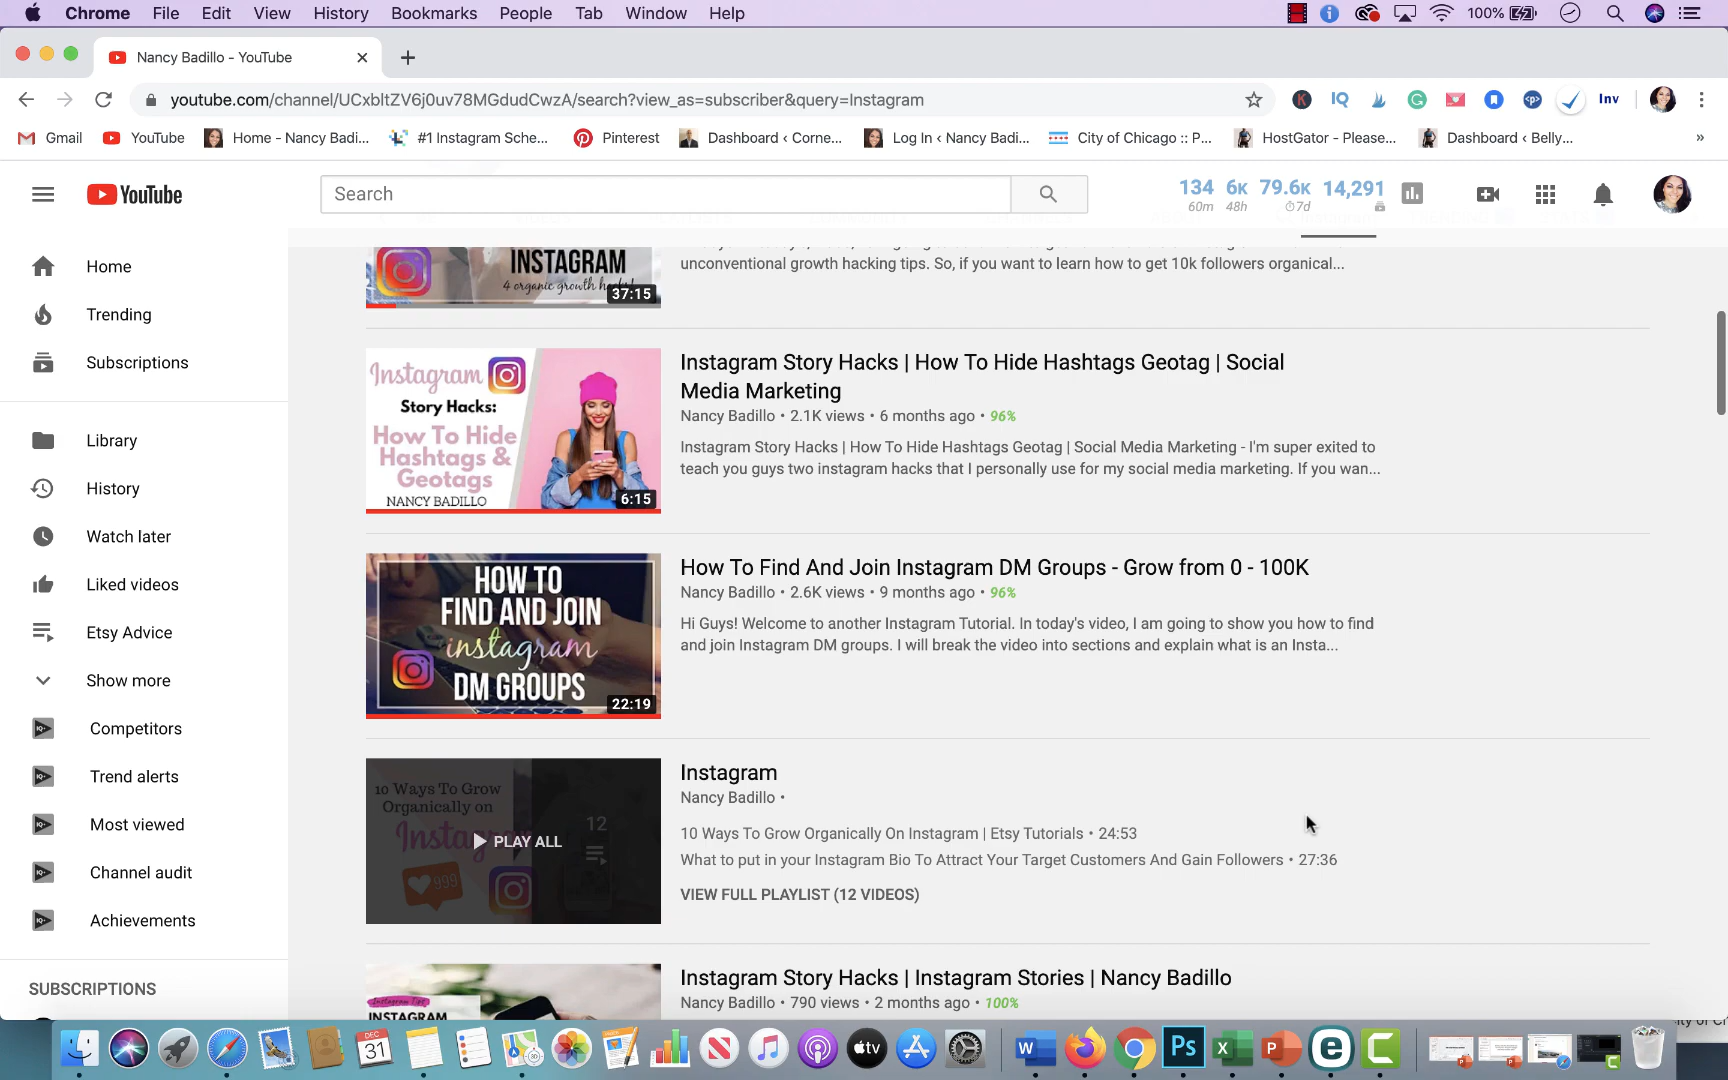 Chrome File Edit View History Bookmarks People Tab Window Help 100%
Nancy Badillo - YouTube
youtube.com/channel/UCxbltZV6j0uv78MGdudCwzA/search?view_as=subscriber&query=Instagram
K IQ G <p> Inv
Gmail YouTube Home - Nancy Badi... #1 Instagram Sche... Pinterest Dashboard < Corne... Log In < Nancy Badi... City of Chicago :: P... HostGator - Please... Dashboard < Belly... »
YouTube
Search
134 6K 79.6K 14,291
60m 48h 7d
Home
Trending
Subscriptions
Library
History
Watch later
Liked videos
Etsy Advice
Show more
Competitors
Trend alerts
Most viewed
Channel audit
Achievements
SUBSCRIPTIONS
INSTAGRAM
4 organic growth
37:15
unconventional growth hacking tips. So, if you want to learn how to get 10k followers organical...
Instagram
Story Hacks:
How To Hide
Hashtags &
Geotags
NANCY BADILLO
6:15
Instagram Story Hacks | How To Hide Hashtags Geotag | Social
Media Marketing
Nancy Badillo • 2.1K views • 6 months ago • 96%
Instagram Story Hacks | How To Hide Hashtags Geotag | Social Media Marketing - I'm super exited to
teach you guys two instagram hacks that I personally use for my social media marketing. If you wan...
HOW TO
FIND AND JOIN
instagram
DM GROUPS
22:19
How To Find And Join Instagram DM Groups - Grow from 0 - 100K
Nancy Badillo • 2.6K views • 9 months ago • 96%
Hi Guys! Welcome to another Instagram Tutorial. In today's video, I am going to show you how to find
and join Instagram DM groups. I will break the video into sections and explain what is an Insta...
10 Ways To Grow
Organically on
PLAY ALL
12
999
Instagram
Nancy Badillo •
10 Ways To Grow Organically On Instagram | Etsy Tutorials • 24:53
What to put in your Instagram Bio To Attract Your Target Customers And Gain Followers • 27:36
VIEW FULL PLAYLIST (12 VIDEOS)
Instagram Tips
INSTAGRAM
Instagram Story Hacks | Instagram Stories | Nancy Badillo
Nancy Badillo • 790 views • 2 months ago • 100%
DEC
31
tv
W
Ps
X
P
e
C